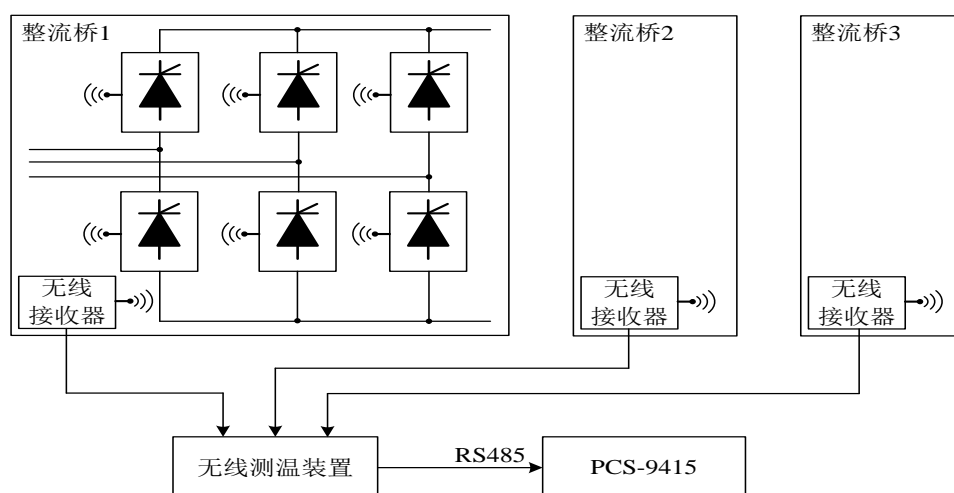 整流桥1
整流桥2
整流桥3
无线
接收器
无线
接收器
无线
接收器
无线测温装置
RS485
PCS-9415